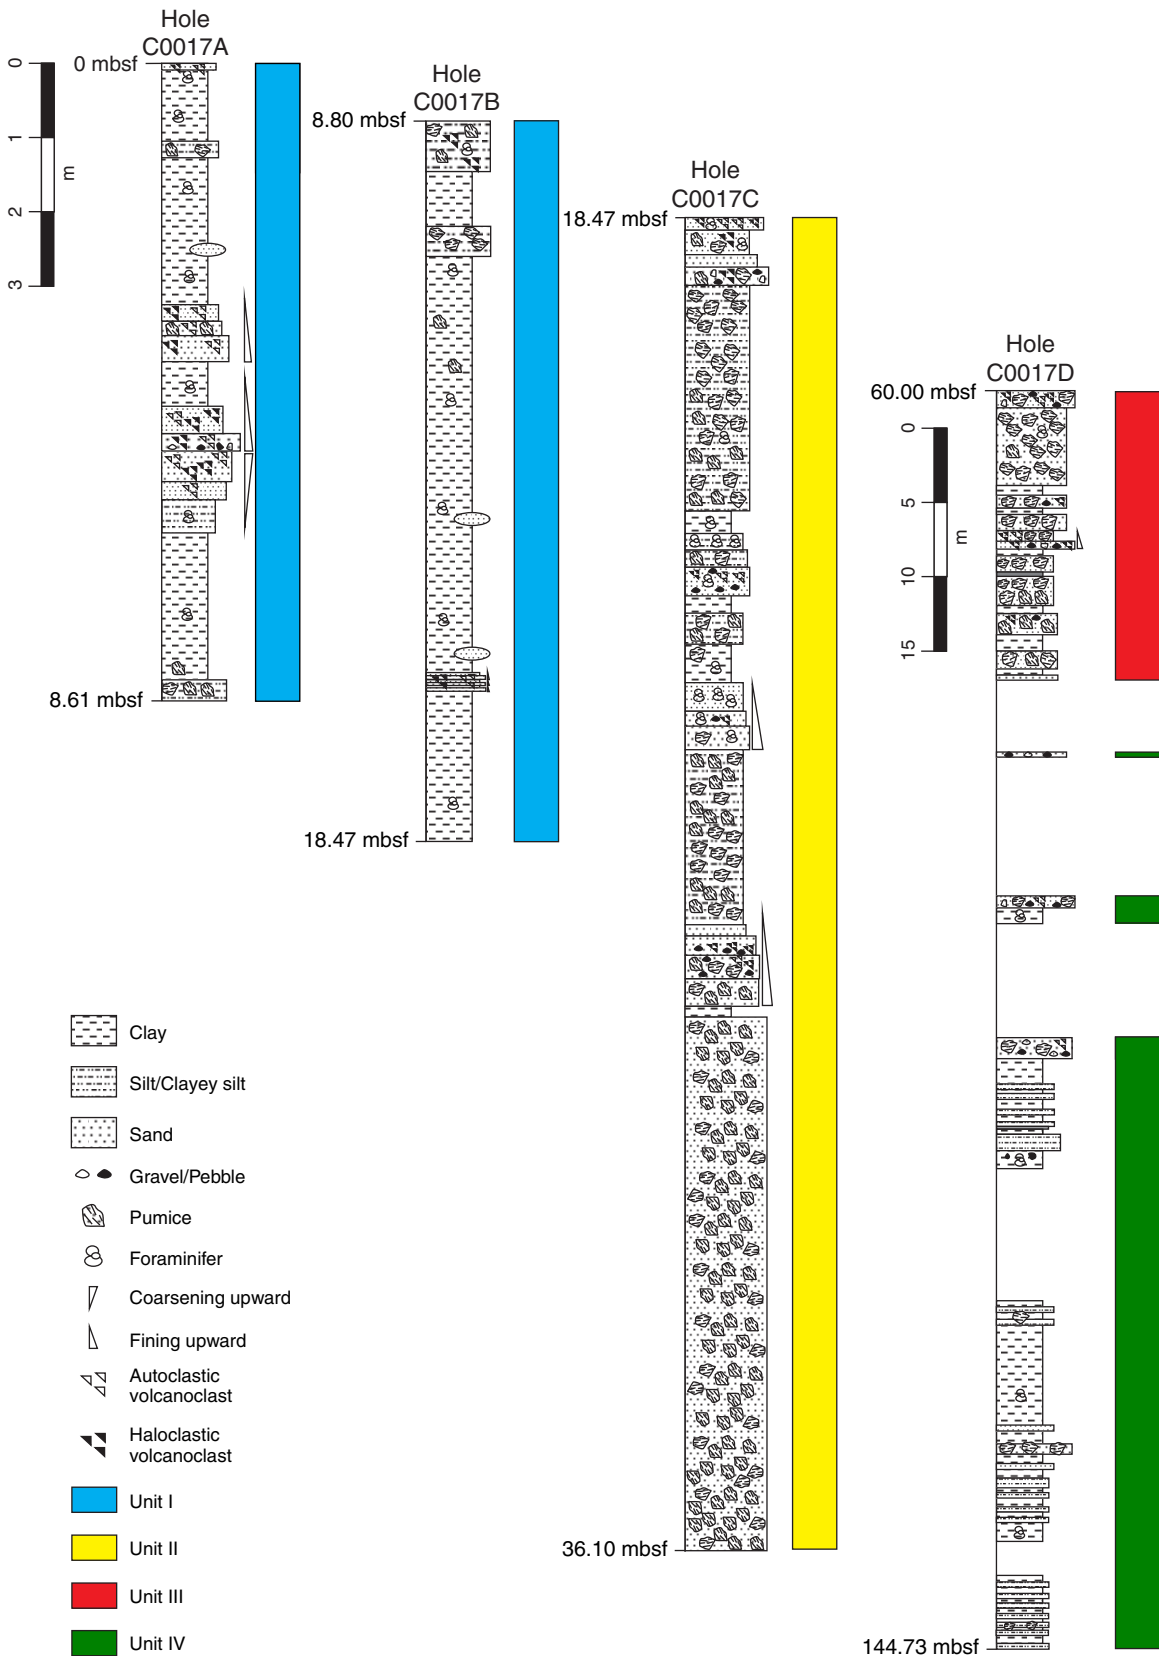 Hole
C0017A
0 mbsf
0
1
2
3
m
8.61 mbsf
Hole
C0017B
8.80 mbsf
18.47 mbsf
Hole
C0017C
18.47 mbsf
36.10 mbsf
Hole
C0017D
60.00 mbsf
0
5
10
15
m
144.73 mbsf
Clay
Silt/Clayey silt
Sand
Gravel/Pebble
Pumice
Foraminifer
Coarsening upward
Fining upward
Autoclastic
volcanoclast
Haloclastic
volcanoclast
Unit I
Unit II
Unit III
Unit IV